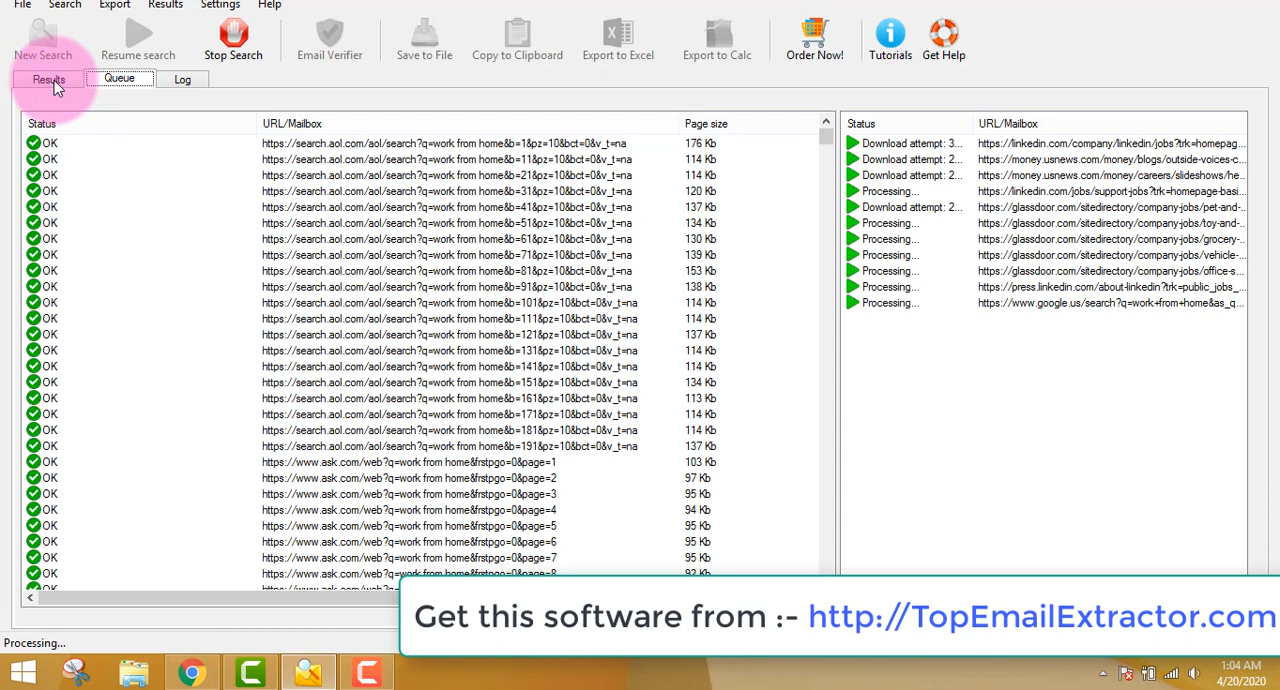 File Search Export Results Settings Help
New Search Resume search Stop Search Email Verifier Save to File Copy to Clipboard Export to Excel Export to Calc Order Now! Tutorials Get Help
Results Queue Log
Status URL/Mailbox Page size
OK https://search.aol.com/aol/search?q=work from home&b=1&pz=10&bct=0&v_t=na 176 Kb
OK https://search.aol.com/aol/search?q=work from home&b=11&pz=10&bct=0&v_t=na 114 Kb
OK https://search.aol.com/aol/search?q=work from home&b=21&pz=10&bct=0&v_t=na 114 Kb
OK https://search.aol.com/aol/search?q=work from home&b=31&pz=10&bct=0&v_t=na 120 Kb
OK https://search.aol.com/aol/search?q=work from home&b=41&pz=10&bct=0&v_t=na 137 Kb
OK https://search.aol.com/aol/search?q=work from home&b=51&pz=10&bct=0&v_t=na 134 Kb
OK https://search.aol.com/aol/search?q=work from home&b=61&pz=10&bct=0&v_t=na 130 Kb
OK https://search.aol.com/aol/search?q=work from home&b=71&pz=10&bct=0&v_t=na 139 Kb
OK https://search.aol.com/aol/search?q=work from home&b=81&pz=10&bct=0&v_t=na 153 Kb
OK https://search.aol.com/aol/search?q=work from home&b=91&pz=10&bct=0&v_t=na 138 Kb
OK https://search.aol.com/aol/search?q=work from home&b=101&pz=10&bct=0&v_t=na 114 Kb
OK https://search.aol.com/aol/search?q=work from home&b=111&pz=10&bct=0&v_t=na 114 Kb
OK https://search.aol.com/aol/search?q=work from home&b=121&pz=10&bct=0&v_t=na 137 Kb
OK https://search.aol.com/aol/search?q=work from home&b=131&pz=10&bct=0&v_t=na 114 Kb
OK https://search.aol.com/aol/search?q=work from home&b=141&pz=10&bct=0&v_t=na 114 Kb
OK https://search.aol.com/aol/search?q=work from home&b=151&pz=10&bct=0&v_t=na 134 Kb
OK https://search.aol.com/aol/search?q=work from home&b=161&pz=10&bct=0&v_t=na 113 Kb
OK https://search.aol.com/aol/search?q=work from home&b=171&pz=10&bct=0&v_t=na 114 Kb
OK https://search.aol.com/aol/search?q=work from home&b=181&pz=10&bct=0&v_t=na 114 Kb
OK https://search.aol.com/aol/search?q=work from home&b=191&pz=10&bct=0&v_t=na 137 Kb
OK https://www.ask.com/web?q=work from home&frstpgo=0&page=1 103 Kb
OK https://www.ask.com/web?q=work from home&frstpgo=0&page=2 97 Kb
OK https://www.ask.com/web?q=work from home&frstpgo=0&page=3 95 Kb
OK https://www.ask.com/web?q=work from home&frstpgo=0&page=4 94 Kb
OK https://www.ask.com/web?q=work from home&frstpgo=0&page=5 95 Kb
OK https://www.ask.com/web?q=work from home&frstpgo=0&page=6 95 Kb
OK https://www.ask.com/web?q=work from home&frstpgo=0&page=7 95 Kb
OK https://www.ask.com/web?q=work from home&frstpgo=0&page=8 92 Kb
Status URL/Mailbox
Download attempt: 3... https://linkedin.com/company/linkedin/jobs?trk=homepag...
Download attempt: 2... https://money.usnews.com/money/blogs/outside-voices-c...
Download attempt: 2... https://money.usnews.com/money/careers/slideshows/he...
Processing... https://linkedin.com/jobs/support-jobs?trk=homepage-basi...
Download attempt: 2... https://glassdoor.com/sitedirectory/company-jobs/pet-and-...
Processing... https://glassdoor.com/sitedirectory/company-jobs/toy-and-...
Processing... https://glassdoor.com/sitedirectory/company-jobs/grocery-...
Processing... https://glassdoor.com/sitedirectory/company-jobs/vehicle-...
Processing... https://glassdoor.com/sitedirectory/company-jobs/office-s...
Processing... https://press.linkedin.com/about-linkedin?trk=public_jobs_...
Processing... https://www.google.us/search?q=work+from+home&as_q...
Get this software from :- http://TopEmailExtractor.com
Processing...
1:04 AM
4/20/2020